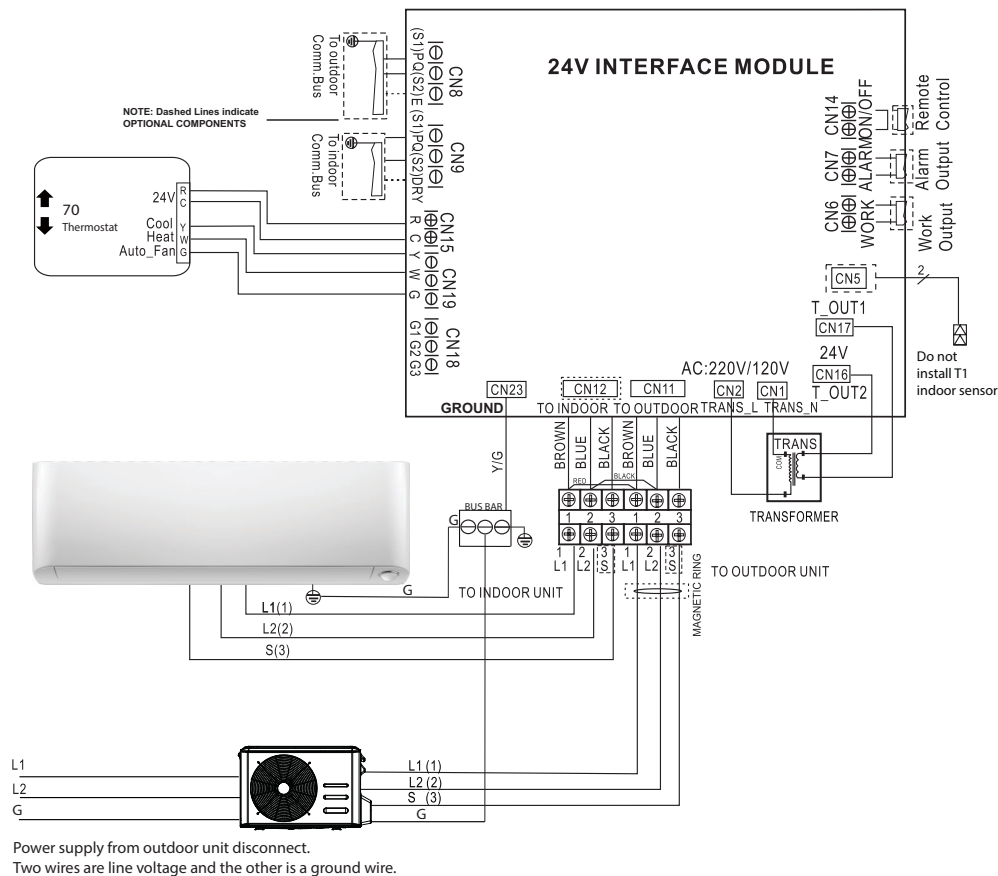 24V INTERFACE MODULE
To outdoor
Comm.Bus
(S1)PQ(S2)E
CN8
NOTE: Dashed Lines indicate
OPTIONAL COMPONENTS
To indoor
Comm.Bus
(S1)PQ(S2)DRY
CN9
70
Thermostat
24V
Cool
Heat
Auto_Fan
R
C
Y
W
G
R
C
Y
W
G
CN15
CN19
G1 G2 G3
CN18
CN14
ON/OFF
Remote
Control
CN7
ALARM
Alarm
Output
CN6
WORK
Work
Output
CN5
2
T_OUT1
CN17
24V
CN16
T_OUT2
Do not
install T1
indoor sensor
AC:220V/120V
CN23
CN12
CN11
CN2
CN1
GROUND
TO INDOOR
TO OUTDOOR
TRANS_L
TRANS_N
Y/G
BROWN
BLUE
BLACK
BROWN
BLUE
BLACK
RED
BLACK
TRANS
COM
TRANSFORMER
BUS BAR
G
1 2 3 1 2 3
1 2 3 1 2 3
L1 L2 S L1 L2 S
MAGNETIC RING
TO INDOOR UNIT
TO OUTDOOR UNIT
G
L1(1)
L2(2)
S(3)
L1
L2
G
L1 (1)
L2 (2)
S (3)
G
Power supply from outdoor unit disconnect.
Two wires are line voltage and the other is a ground wire.